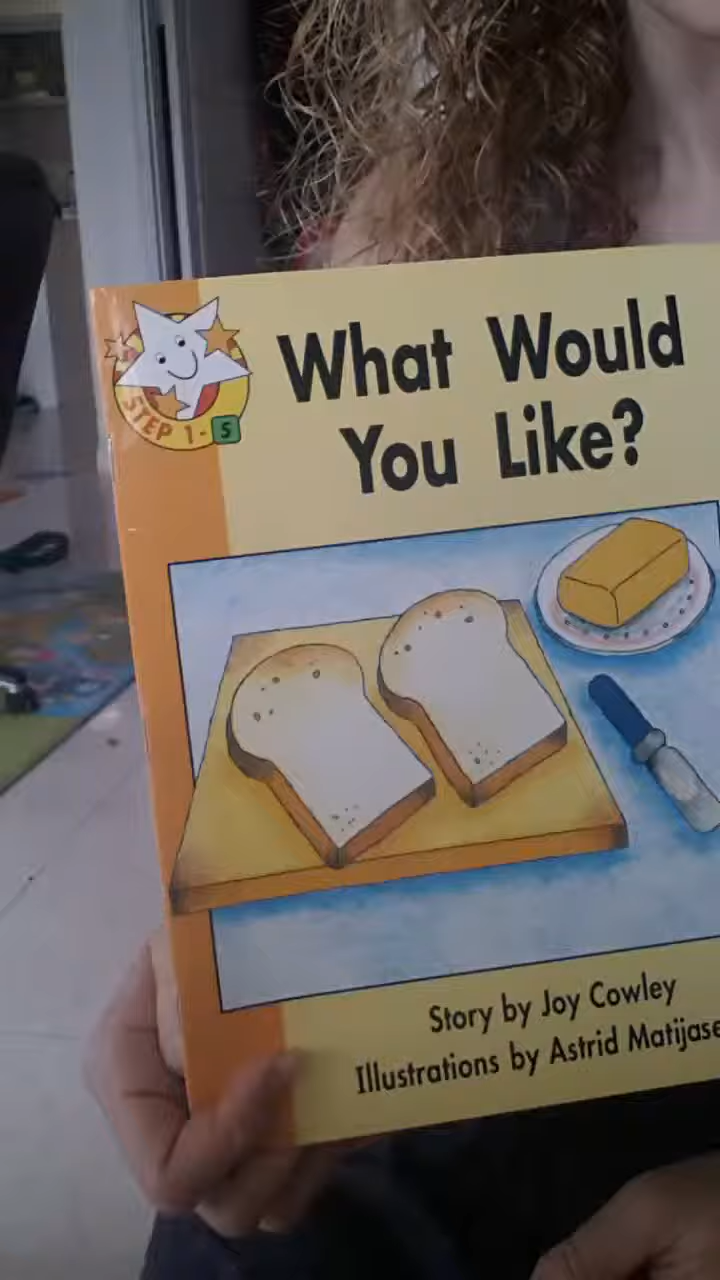 What Would
You Like?
STEP 1-5
Story by Joy Cowley
Illustrations by Astrid